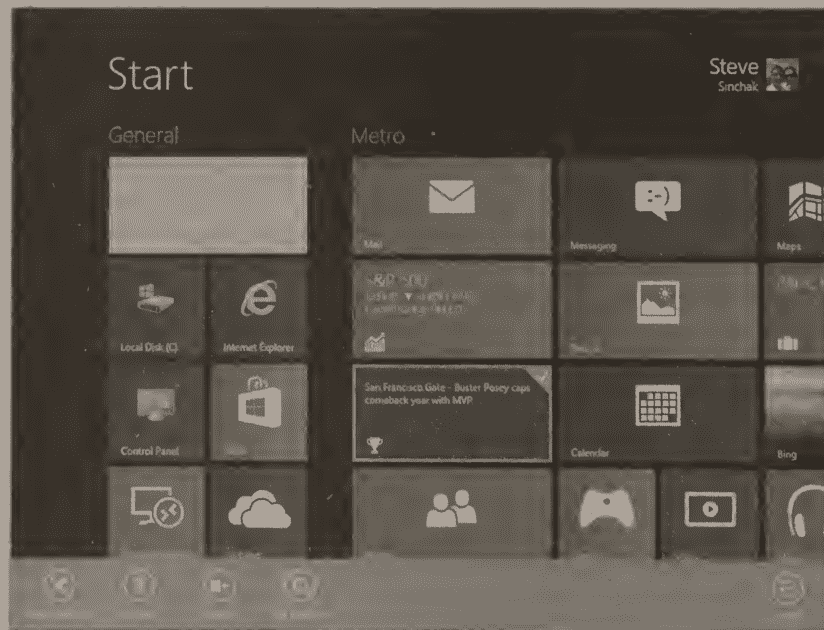 Start
Steve
Sinchak
General
Metro
Mail
Messaging
Maps
S&P 500
Local Disk (C)
Internet Explorer
San Francisco Gate - Buster Posey caps
comeback year with MVP.
Control Panel
Calendar
Bing